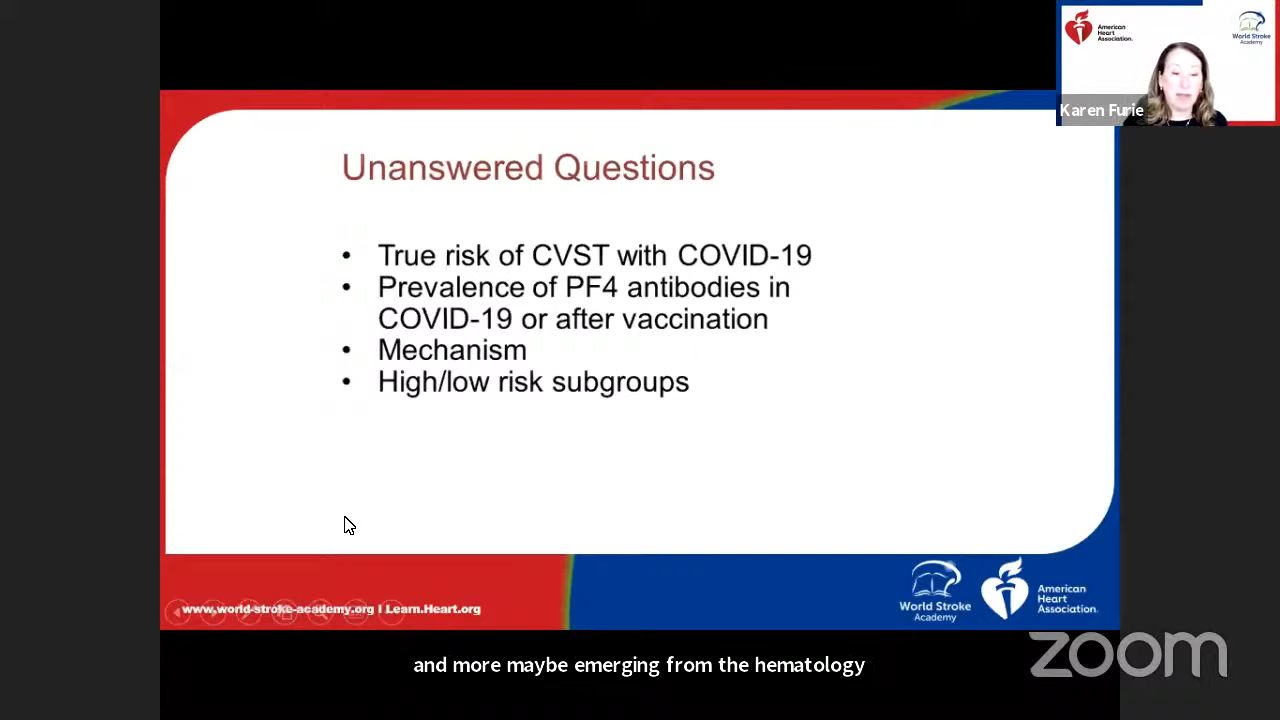 American
Heart
Association.
World Stroke
Academy
Karen Furie
Unanswered Questions
• True risk of CVST with COVID-19
• Prevalence of PF4 antibodies in
COVID-19 or after vaccination
• Mechanism
• High/low risk subgroups
www.world-stroke-academy.org I Learn.Heart.org
World Stroke
Academy
American
Heart
Association.
and more maybe emerging from the hematology
zoom